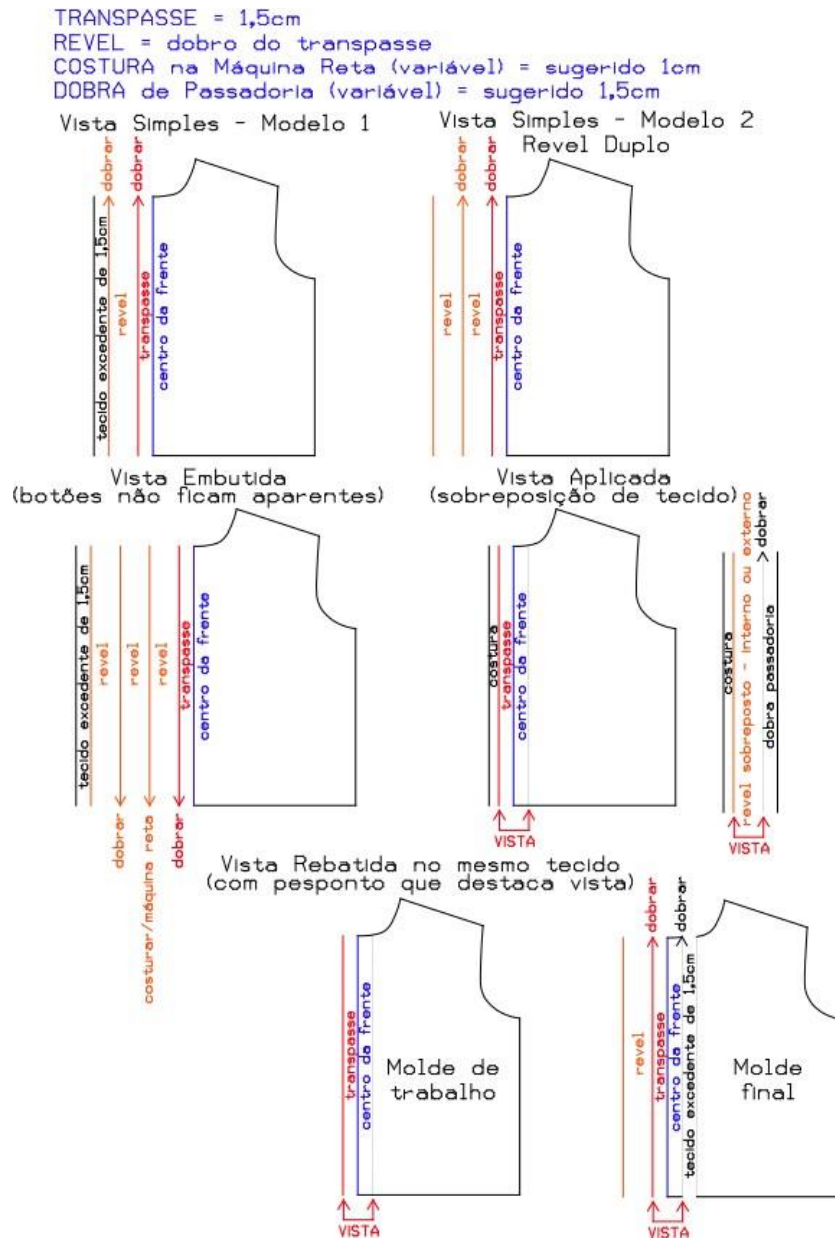 TRANSPASSE = 1,5cm
REVEL = dobro do transpasse
COSTURA na Máquina Reta (variável) = sugerido 1cm
DOBRA de Passadoria (variável) = sugerido 1,5cm
Vista Simples - Modelo 1
dobrar
dobrar
tecido excedente de 1,5cm
revel
transpasse
centro da frente
Vista Simples - Modelo 2
Revel Duplo
dobrar
dobrar
revel
revel
transpasse
centro da frente
Vista Embutida
(botões não ficam aparentes)
tecido excedente de 1,5cm
revel
revel
revel
transpasse
centro da frente
dobrar
costurar/máquina reta
dobrar
Vista Aplicada
(sobreposição de tecido)
costura
transpasse
centro da frente
VISTA
costura
revel sobreposto - interno ou externo
dobra passadoria
dobrar
VISTA
Vista Rebatida no mesmo tecido
(com pesponto que destaca vista)
transpasse
centro da frente
Molde de
trabalho
VISTA
dobrar
dobrar
revel
transpasse
centro da frente
tecido excedente de 1,5cm
Molde
final
VISTA